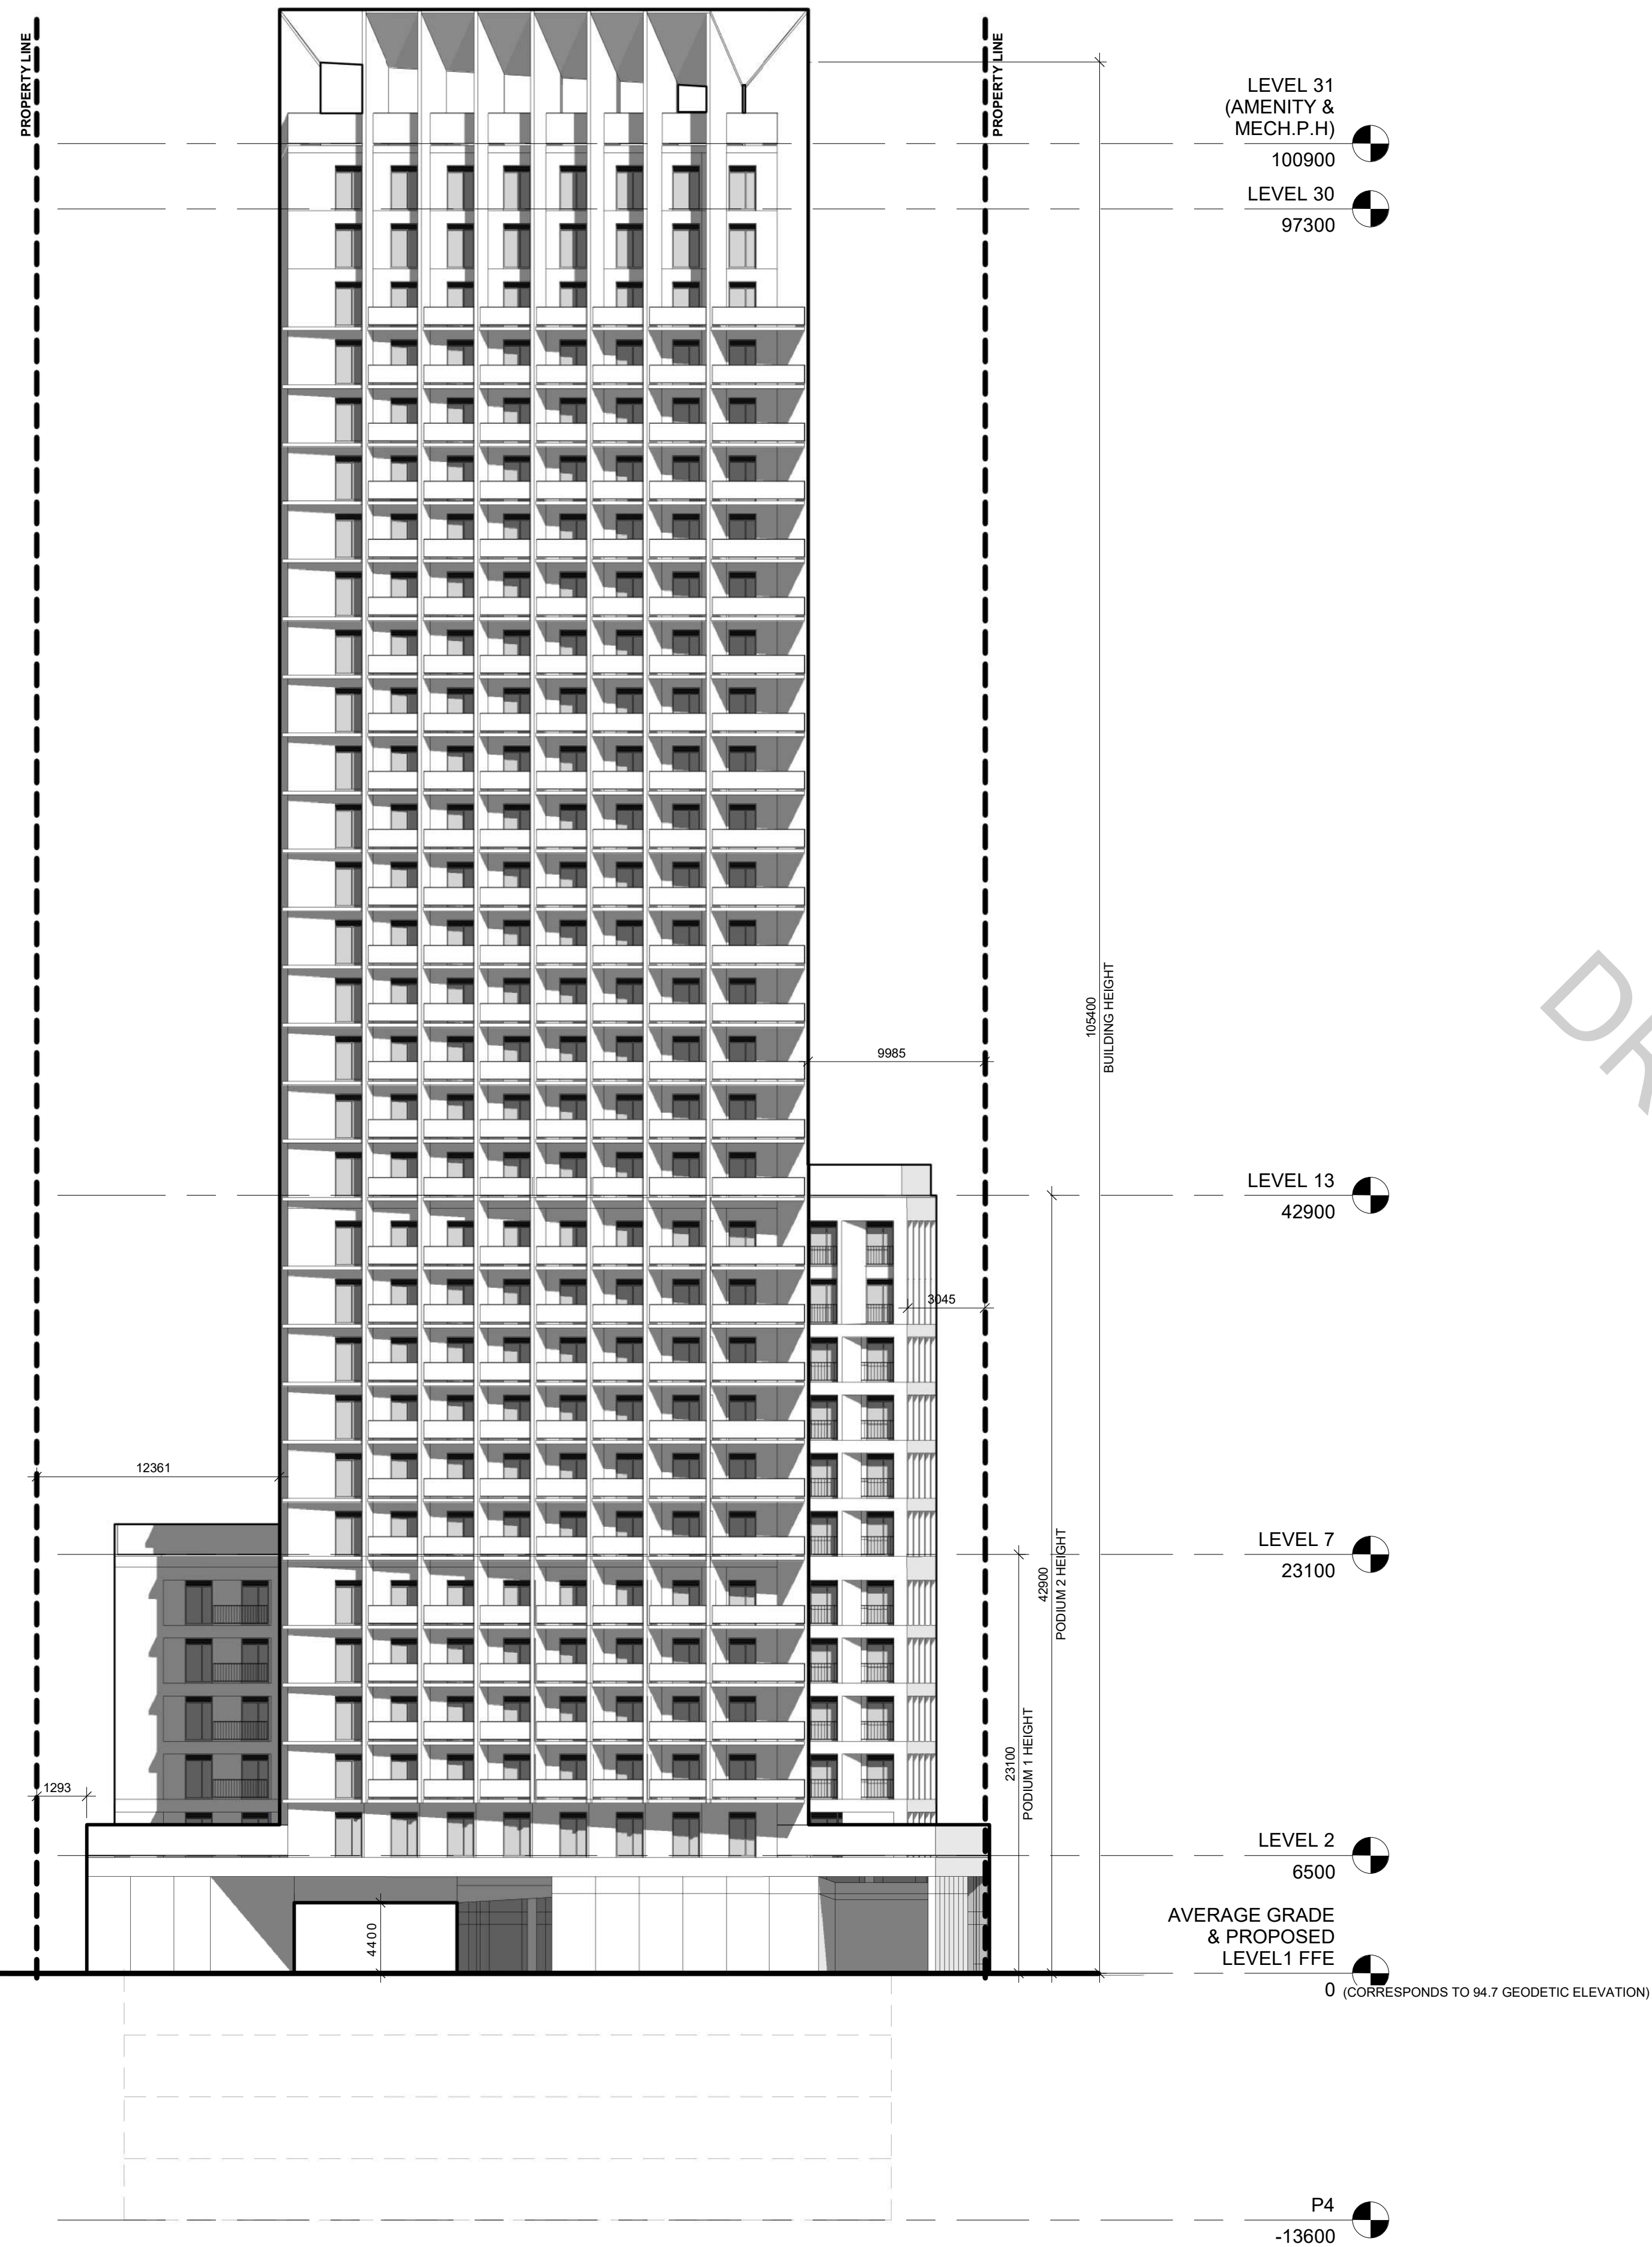 PROPERTY LINE
PROPERTY LINE
LEVEL 31
(AMENITY &
MECH.P.H)
100900
LEVEL 30
97300
105400
BUILDING HEIGHT
9985
LEVEL 13
42900
3045
12361
LEVEL 7
23100
42900
PODIUM 2 HEIGHT
23100
PODIUM 1 HEIGHT
1293
LEVEL 2
6500
4400
AVERAGE GRADE
& PROPOSED
LEVEL1 FFE
0 (CORRESPONDS TO 94.7 GEODETIC ELEVATION)
P4
-13600
DR